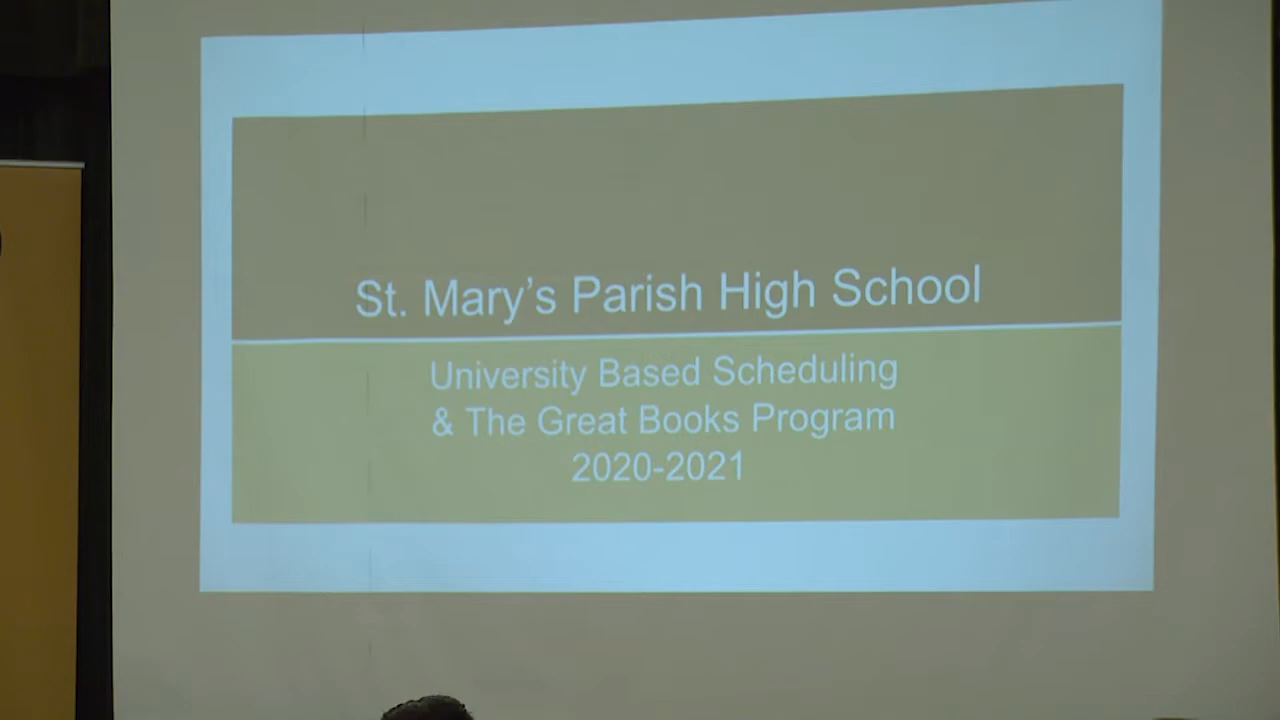 St. Mary's Parish High School
University Based Scheduling
& The Great Books Program
2020-2021